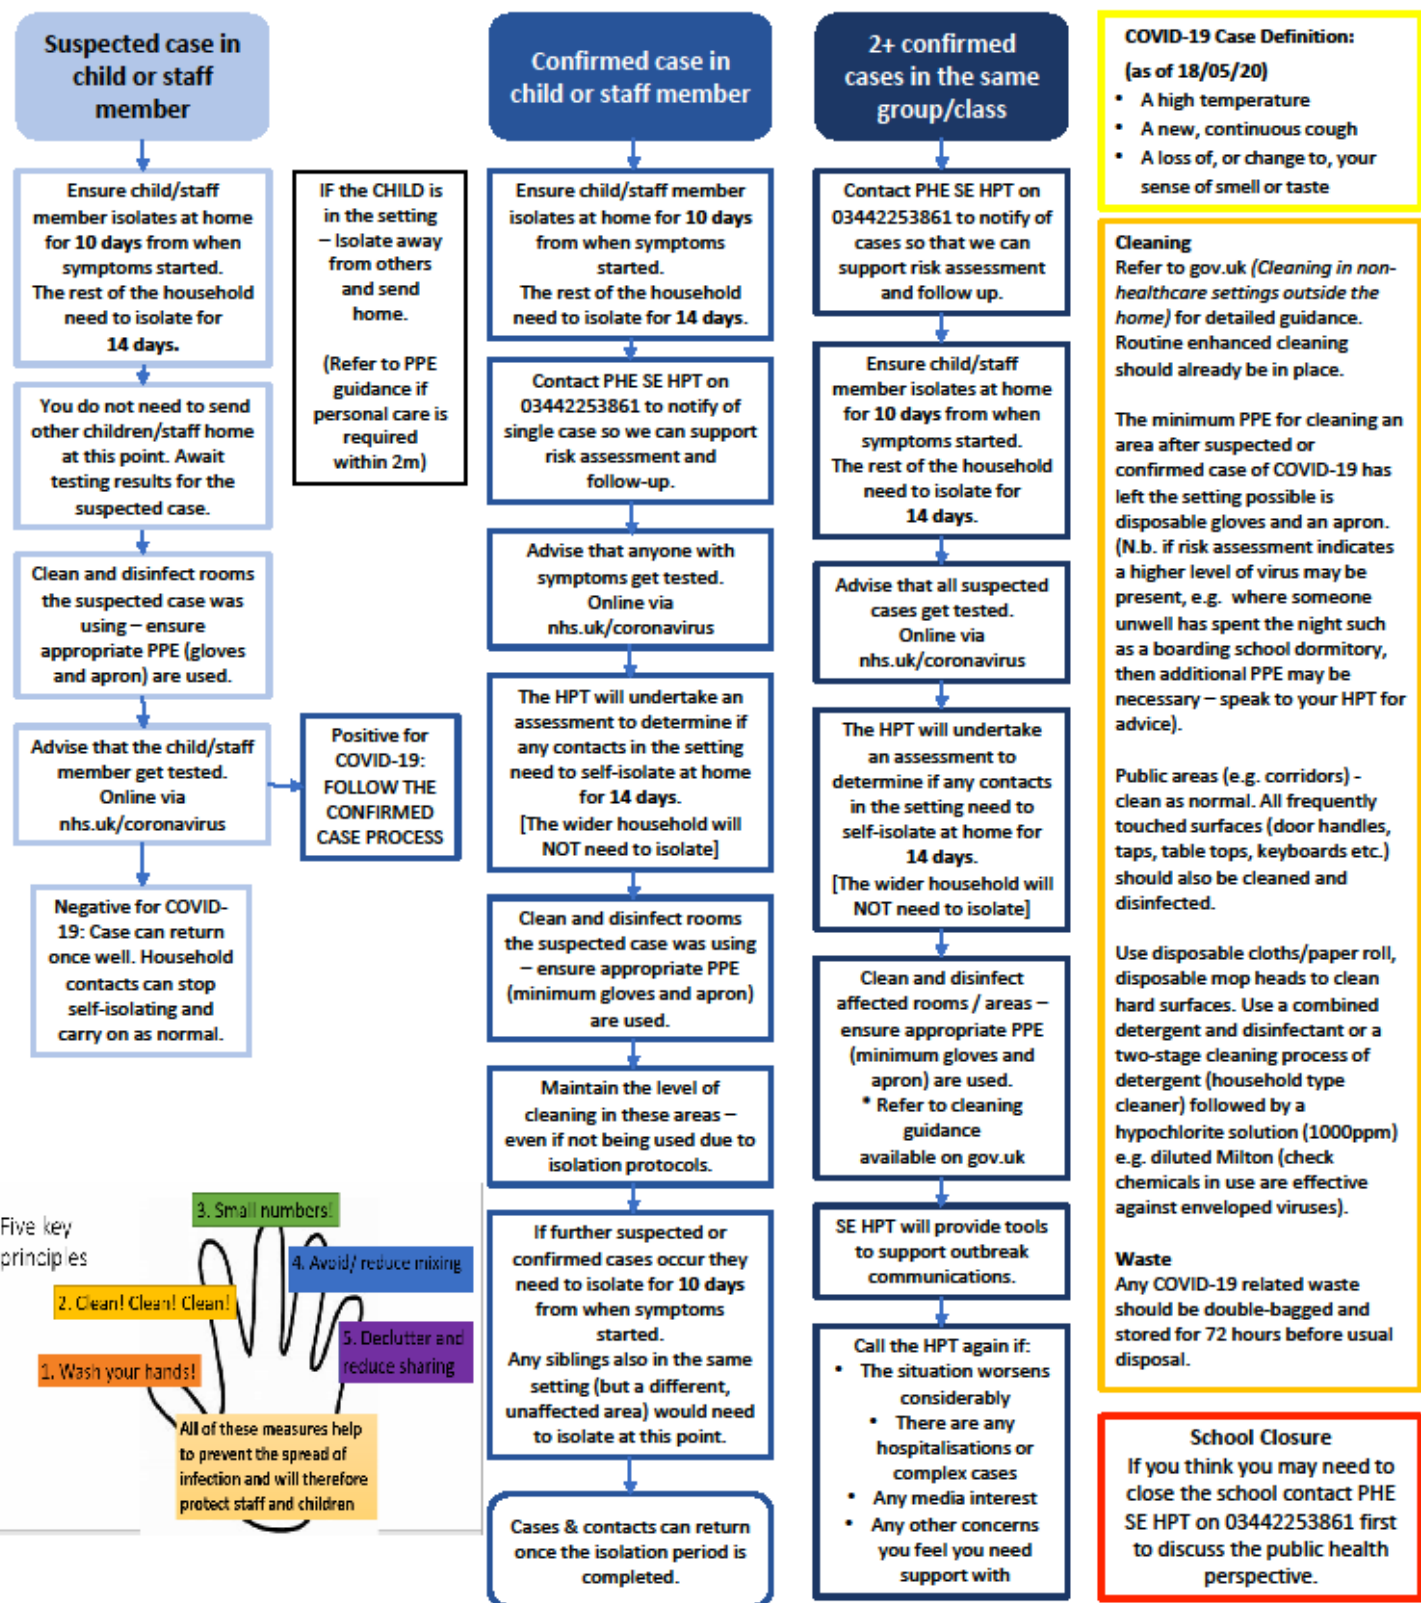 Suspected case in
child or staff
member
Ensure child/staff
member isolates at home
for 10 days from when
symptoms started.
The rest of the household
need to isolate for
14 days.
You do not need to send
other children/staff home
at this point. Await
testing results for the
suspected case.
Clean and disinfect rooms
the suspected case was
using – ensure
appropriate PPE (gloves
and apron) are used.
Advise that the child/staff
member get tested.
Online via
nhs.uk/coronavirus
Negative for COVID-
19: Case can return
once well. Household
contacts can stop
self-isolating and
carry on as normal.
IF the CHILD is
in the setting
– Isolate away
from others
and send
home.
(Refer to PPE
guidance if
personal care is
required
within 2m)
Positive for
COVID-19:
FOLLOW THE
CONFIRMED
CASE PROCESS
Five key
principles
1. Wash your hands!
2. Clean! Clean! Clean!
3. Small numbers!
4. Avoid/ reduce mixing
5. Declutter and
reduce sharing
All of these measures help
to prevent the spread of
infection and will therefore
protect staff and children
Confirmed case in
child or staff member
Ensure child/staff member
isolates at home for 10 days
from when symptoms
started.
The rest of the household
need to isolate for 14 days.
Contact PHE SE HPT on
03442253861 to notify of
single case so we can support
risk assessment and
follow-up.
Advise that anyone with
symptoms get tested.
Online via
nhs.uk/coronavirus
The HPT will undertake an
assessment to determine if
any contacts in the setting
need to self-isolate at home
for 14 days.
[The wider household will
NOT need to isolate]
Clean and disinfect rooms
the suspected case was using
– ensure appropriate PPE
(minimum gloves and apron)
are used.
Maintain the level of
cleaning in these areas –
even if not being used due to
isolation protocols.
If further suspected or
confirmed cases occur they
need to isolate for 10 days
from when symptoms
started.
Any siblings also in the same
setting (but a different,
unaffected area) would need
to isolate at this point.
Cases & contacts can return
once the isolation period is
completed.
2+ confirmed
cases in the same
group/class
Contact PHE SE HPT on
03442253861 to notify of
cases so that we can
support risk assessment
and follow up.
Ensure child/staff
member isolates at home
for 10 days from when
symptoms started.
The rest of the household
need to isolate for
14 days.
Advise that all suspected
cases get tested.
Online via
nhs.uk/coronavirus
The HPT will undertake
an assessment to
determine if any contacts
in the setting need to
self-isolate at home for
14 days.
[The wider household will
NOT need to isolate]
Clean and disinfect
affected rooms / areas –
ensure appropriate PPE
(minimum gloves and
apron) are used.
* Refer to cleaning
guidance
available on gov.uk
SE HPT will provide tools
to support outbreak
communications.
Call the HPT again if:
• The situation worsens
considerably
• There are any
hospitalisations or
complex cases
• Any media interest
• Any other concerns
you feel you need
support with
COVID-19 Case Definition:
(as of 18/05/20)
• A high temperature
• A new, continuous cough
• A loss of, or change to, your
sense of smell or taste
Cleaning
Refer to gov.uk (Cleaning in non-
healthcare settings outside the
home) for detailed guidance.
Routine enhanced cleaning
should already be in place.
The minimum PPE for cleaning an
area after suspected or
confirmed case of COVID-19 has
left the setting possible is
disposable gloves and an apron.
(N.b. if risk assessment indicates
a higher level of virus may be
present, e.g. where someone
unwell has spent the night such
as a boarding school dormitory,
then additional PPE may be
necessary – speak to your HPT for
advice).
Public areas (e.g. corridors) -
clean as normal. All frequently
touched surfaces (door handles,
taps, table tops, keyboards etc.)
should also be cleaned and
disinfected.
Use disposable cloths/paper roll,
disposable mop heads to clean
hard surfaces. Use a combined
detergent and disinfectant or a
two-stage cleaning process of
detergent (household type
cleaner) followed by a
hypochlorite solution (1000ppm)
e.g. diluted Milton (check
chemicals in use are effective
against enveloped viruses).
Waste
Any COVID-19 related waste
should be double-bagged and
stored for 72 hours before usual
disposal.
School Closure
If you think you may need to
close the school contact PHE
SE HPT on 03442253861 first
to discuss the public health
perspective.